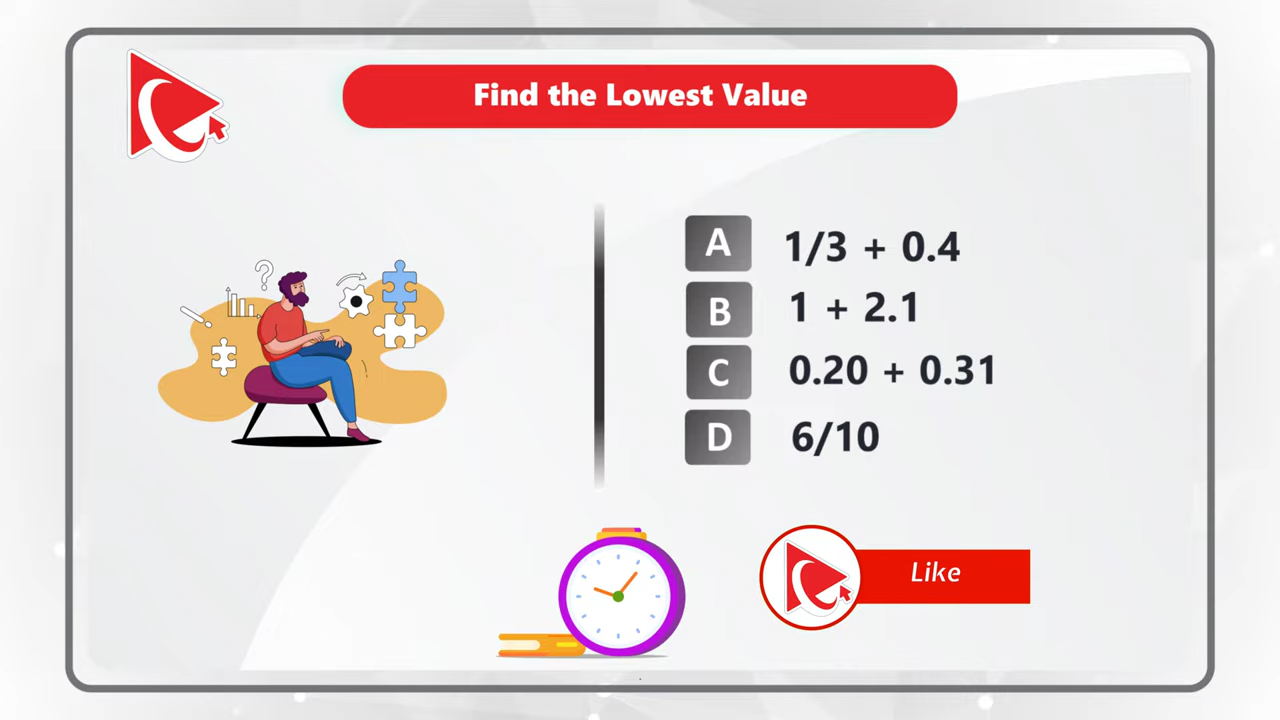 Find the Lowest Value
A 1/3 + 0.4
B 1 + 2.1
C 0.20 + 0.31
D 6/10
?
Like